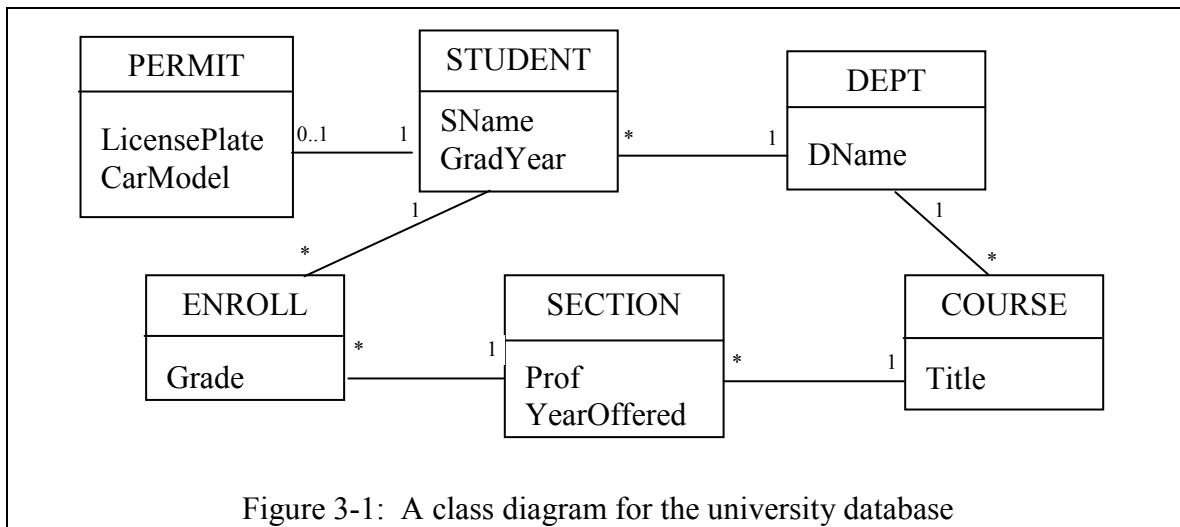 PERMIT
LicensePlate
CarModel
0..1
1
STUDENT
SName
GradYear
*
1
DEPT
DName
1
*
1
*
ENROLL
Grade
*
1
SECTION
Prof
YearOffered
*
1
COURSE
Title
Figure 3-1: A class diagram for the university database